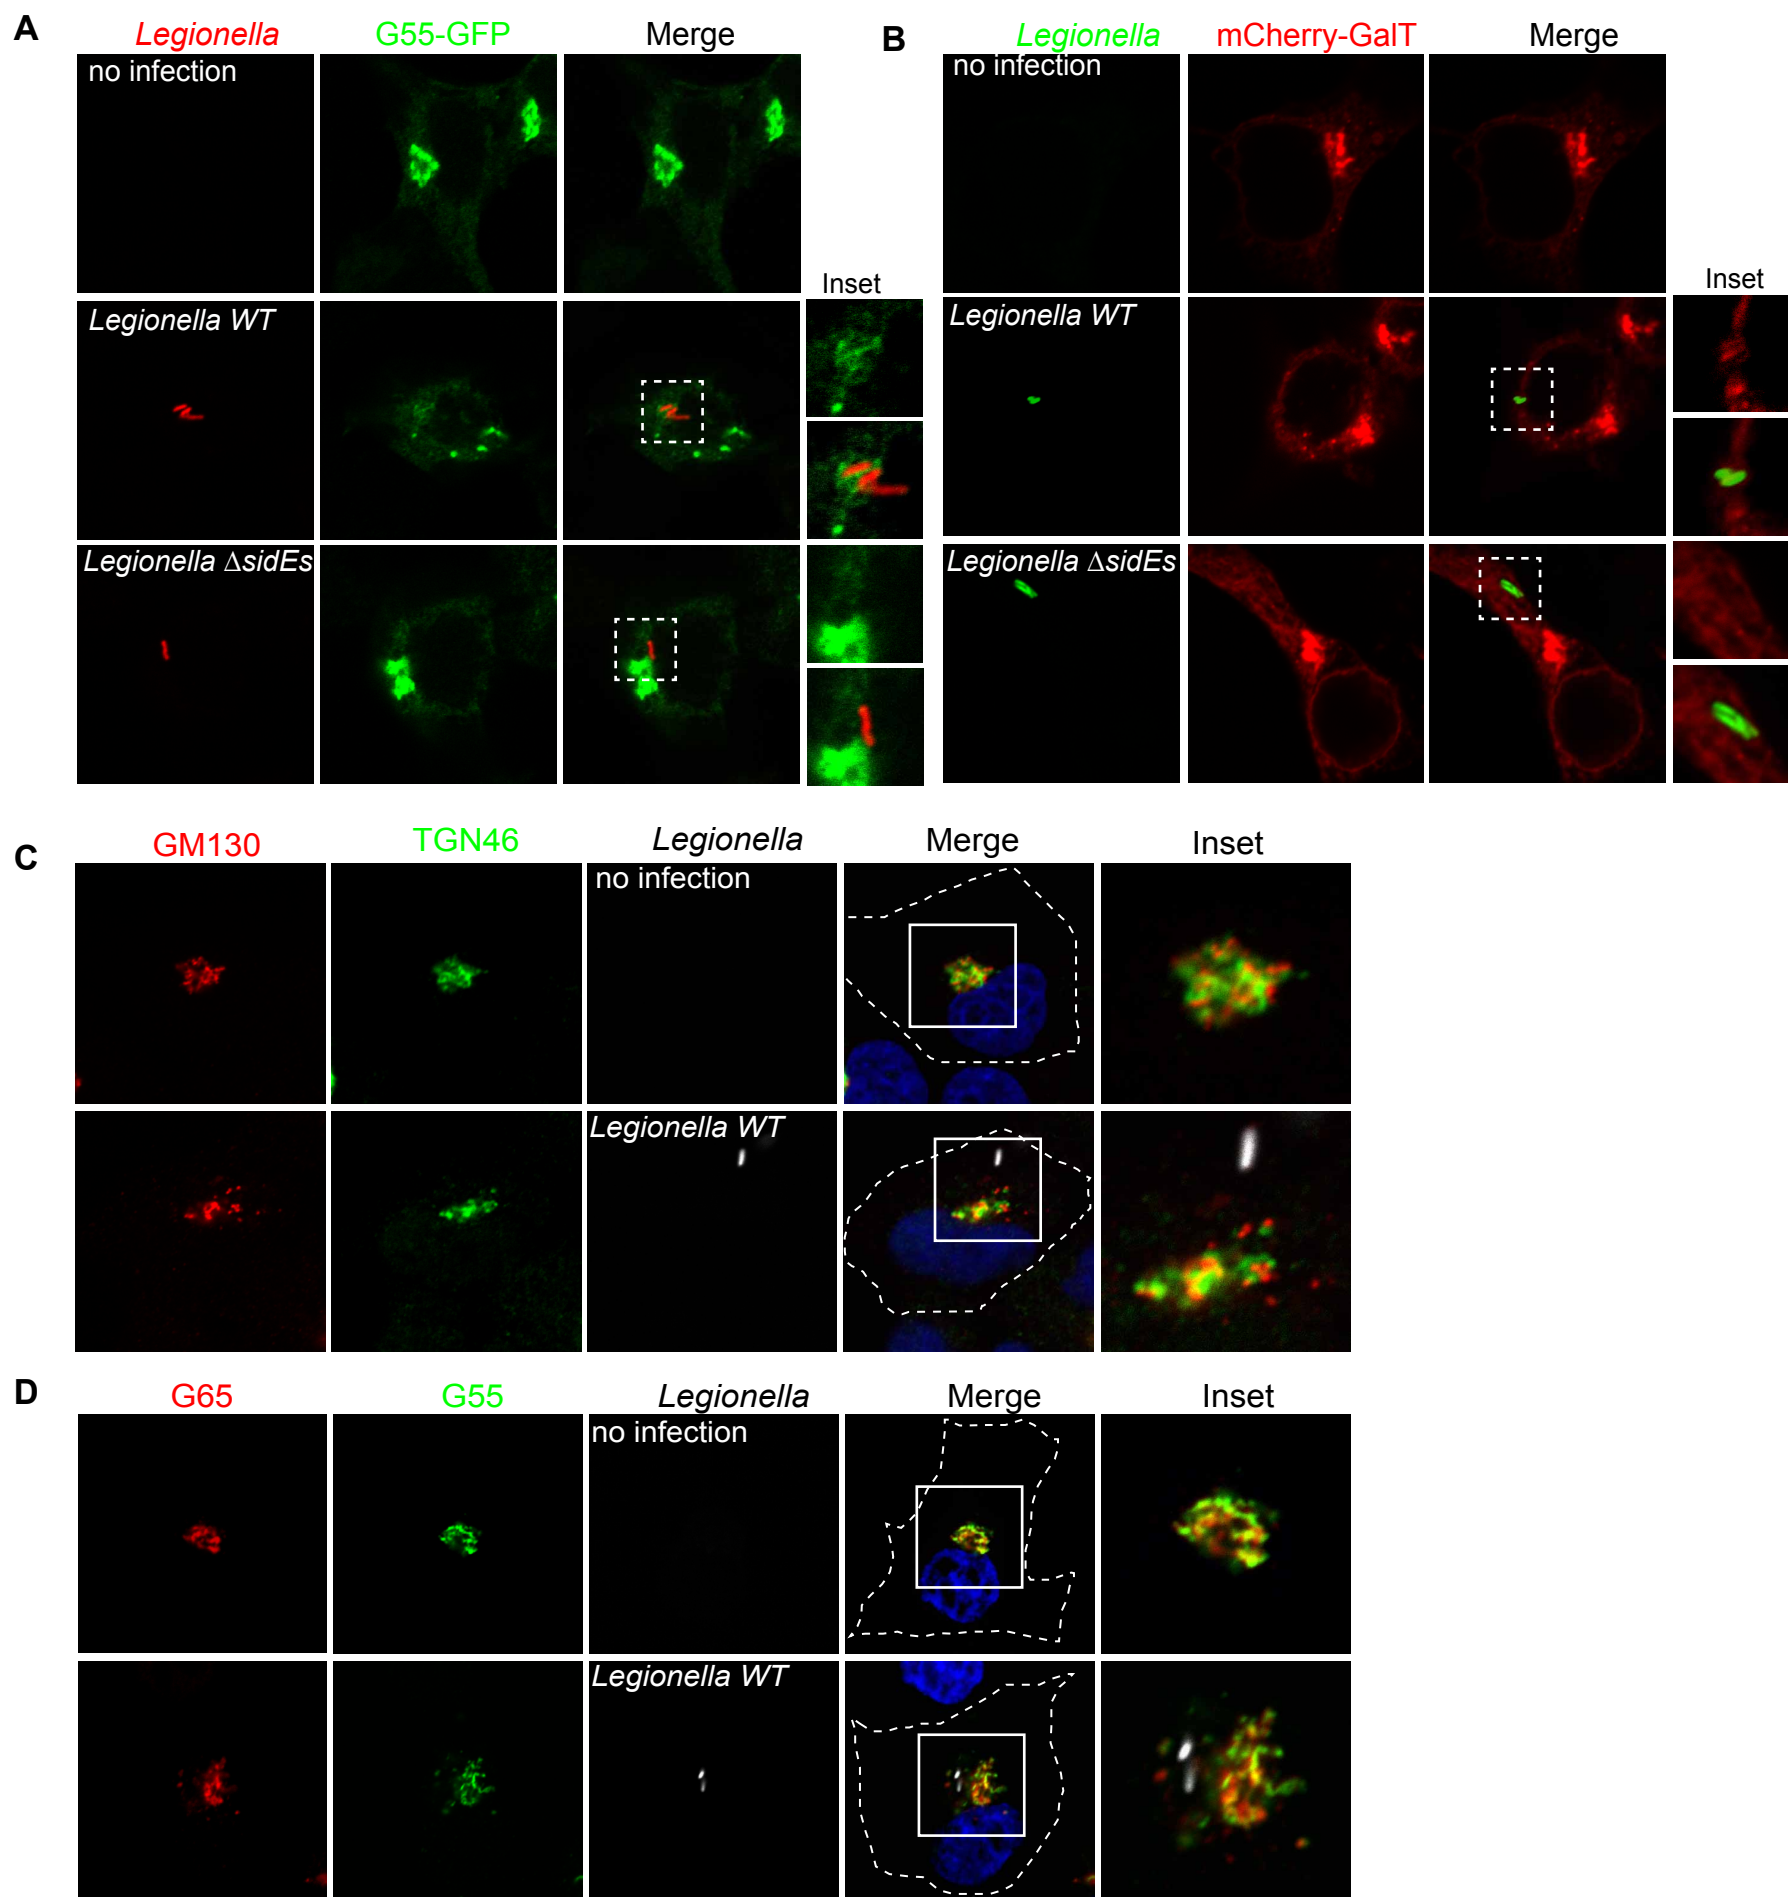 A
Legionella G55-GFP Merge
no infection
Inset
Legionella WT
Legionella ΔsidEs
B
Legionella mCherry-GalT Merge
no infection
Inset
Legionella WT
Legionella ΔsidEs
C
GM130 TGN46 Legionella Merge Inset
no infection
Legionella WT
D
G65 G55 Legionella Merge Inset
no infection
Legionella WT